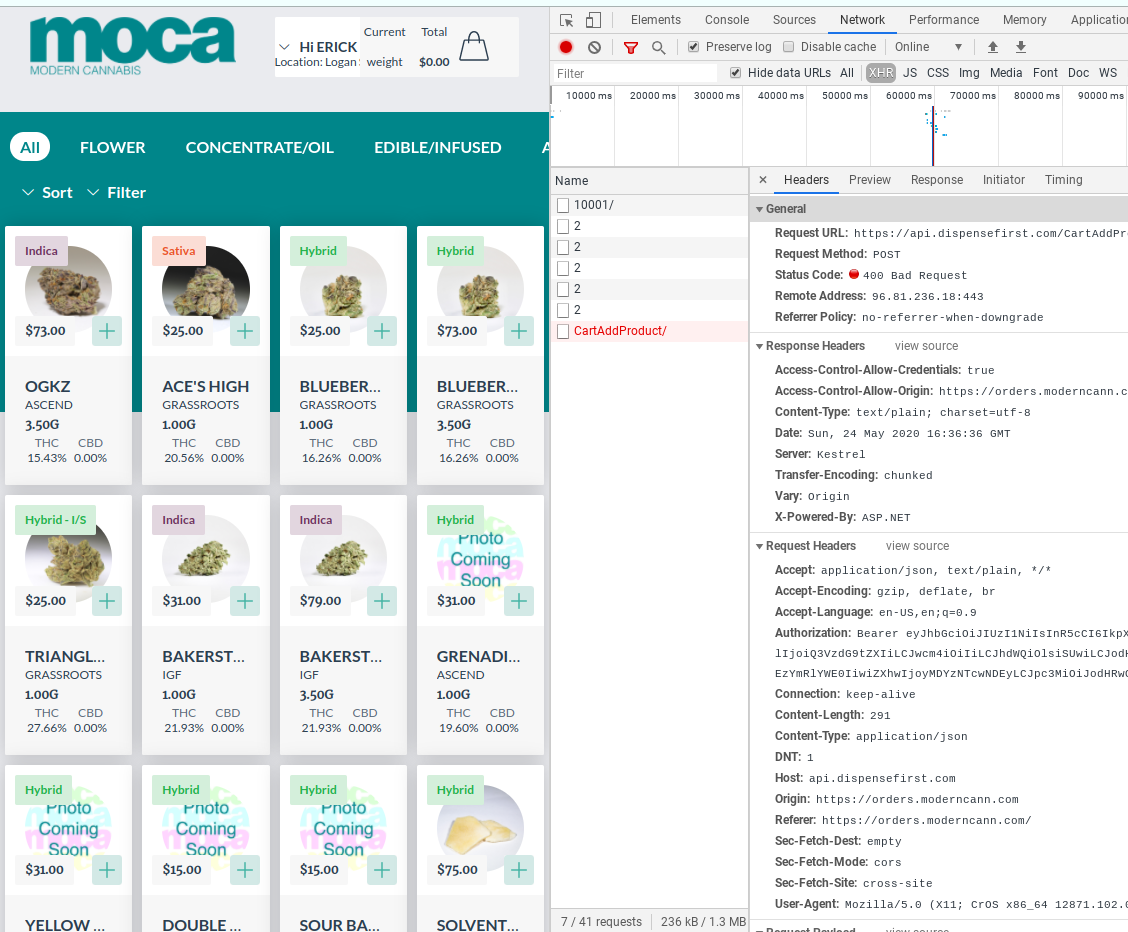 moca
MODERN CANNABIS
Hi ERICK
Location: Logan
Current Total
weight $0.00
All FLOWER CONCENTRATE/OIL EDIBLE/INFUSED
Sort Filter
Indica Sativa Hybrid Hybrid
$73.00 $25.00 $25.00 $73.00
OGKZ ACE'S HIGH BLUEBER... BLUEBER...
ASCEND GRASSROOTS GRASSROOTS GRASSROOTS
3.50G 1.00G 1.00G 3.50G
THC CBD THC CBD THC CBD THC CBD
15.43% 0.00% 20.56% 0.00% 16.26% 0.00% 16.26% 0.00%
Hybrid - I/S Indica Indica Hybrid
Photo
Coming
Soon
$25.00 $31.00 $79.00 $31.00
TRIANGL... BAKERST... BAKERST... GRENADI...
GRASSROOTS IGF IGF ASCEND
1.00G 1.00G 3.50G 1.00G
THC CBD THC CBD THC CBD THC CBD
27.66% 0.00% 21.93% 0.00% 21.93% 0.00% 19.60% 0.00%
Hybrid Hybrid Hybrid Hybrid
Photo Photo Photo
Coming Coming Coming
Soon Soon Soon
$31.00 $15.00 $15.00 $75.00
YELLOW ... DOUBLE ... SOUR BA... SOLVENT...
Elements Console Sources Network Performance Memory Application
Preserve log Disable cache Online
Filter Hide data URLs All XHR JS CSS Img Media Font Doc WS
10000 ms 20000 ms 30000 ms 40000 ms 50000 ms 60000 ms 70000 ms 80000 ms 90000 ms
Name
10001/
2
2
2
2
2
CartAddProduct/
7 / 41 requests 236 kB / 1.3 MB
× Headers Preview Response Initiator Timing
General
Request URL: https://api.dispensefirst.com/CartAddPr
Request Method: POST
Status Code: 400 Bad Request
Remote Address: 96.81.236.18:443
Referrer Policy: no-referrer-when-downgrade
Response Headers view source
Access-Control-Allow-Credentials: true
Access-Control-Allow-Origin: https://orders.moderncann.c
Content-Type: text/plain; charset=utf-8
Date: Sun, 24 May 2020 16:36:36 GMT
Server: Kestrel
Transfer-Encoding: chunked
Vary: Origin
X-Powered-By: ASP.NET
Request Headers view source
Accept: application/json, text/plain, */*
Accept-Encoding: gzip, deflate, br
Accept-Language: en-US,en;q=0.9
Authorization: Bearer eyJhbGciOiJIUzI1NiIsInR5cCI6IkpX
lIjoiQ3VzdG9tZXIiLCJwcm4iOiIiLCJhdWQiOlsiSUwiLCJod
EzYmRlYWE0IiwiZXhwIjoyMDYzNTcwNDEyLCJpc3MiOiJodHRw
Connection: keep-alive
Content-Length: 291
Content-Type: application/json
DNT: 1
Host: api.dispensefirst.com
Origin: https://orders.moderncann.com
Referer: https://orders.moderncann.com/
Sec-Fetch-Dest: empty
Sec-Fetch-Mode: cors
Sec-Fetch-Site: cross-site
User-Agent: Mozilla/5.0 (X11; CrOS x86_64 12871.102.0